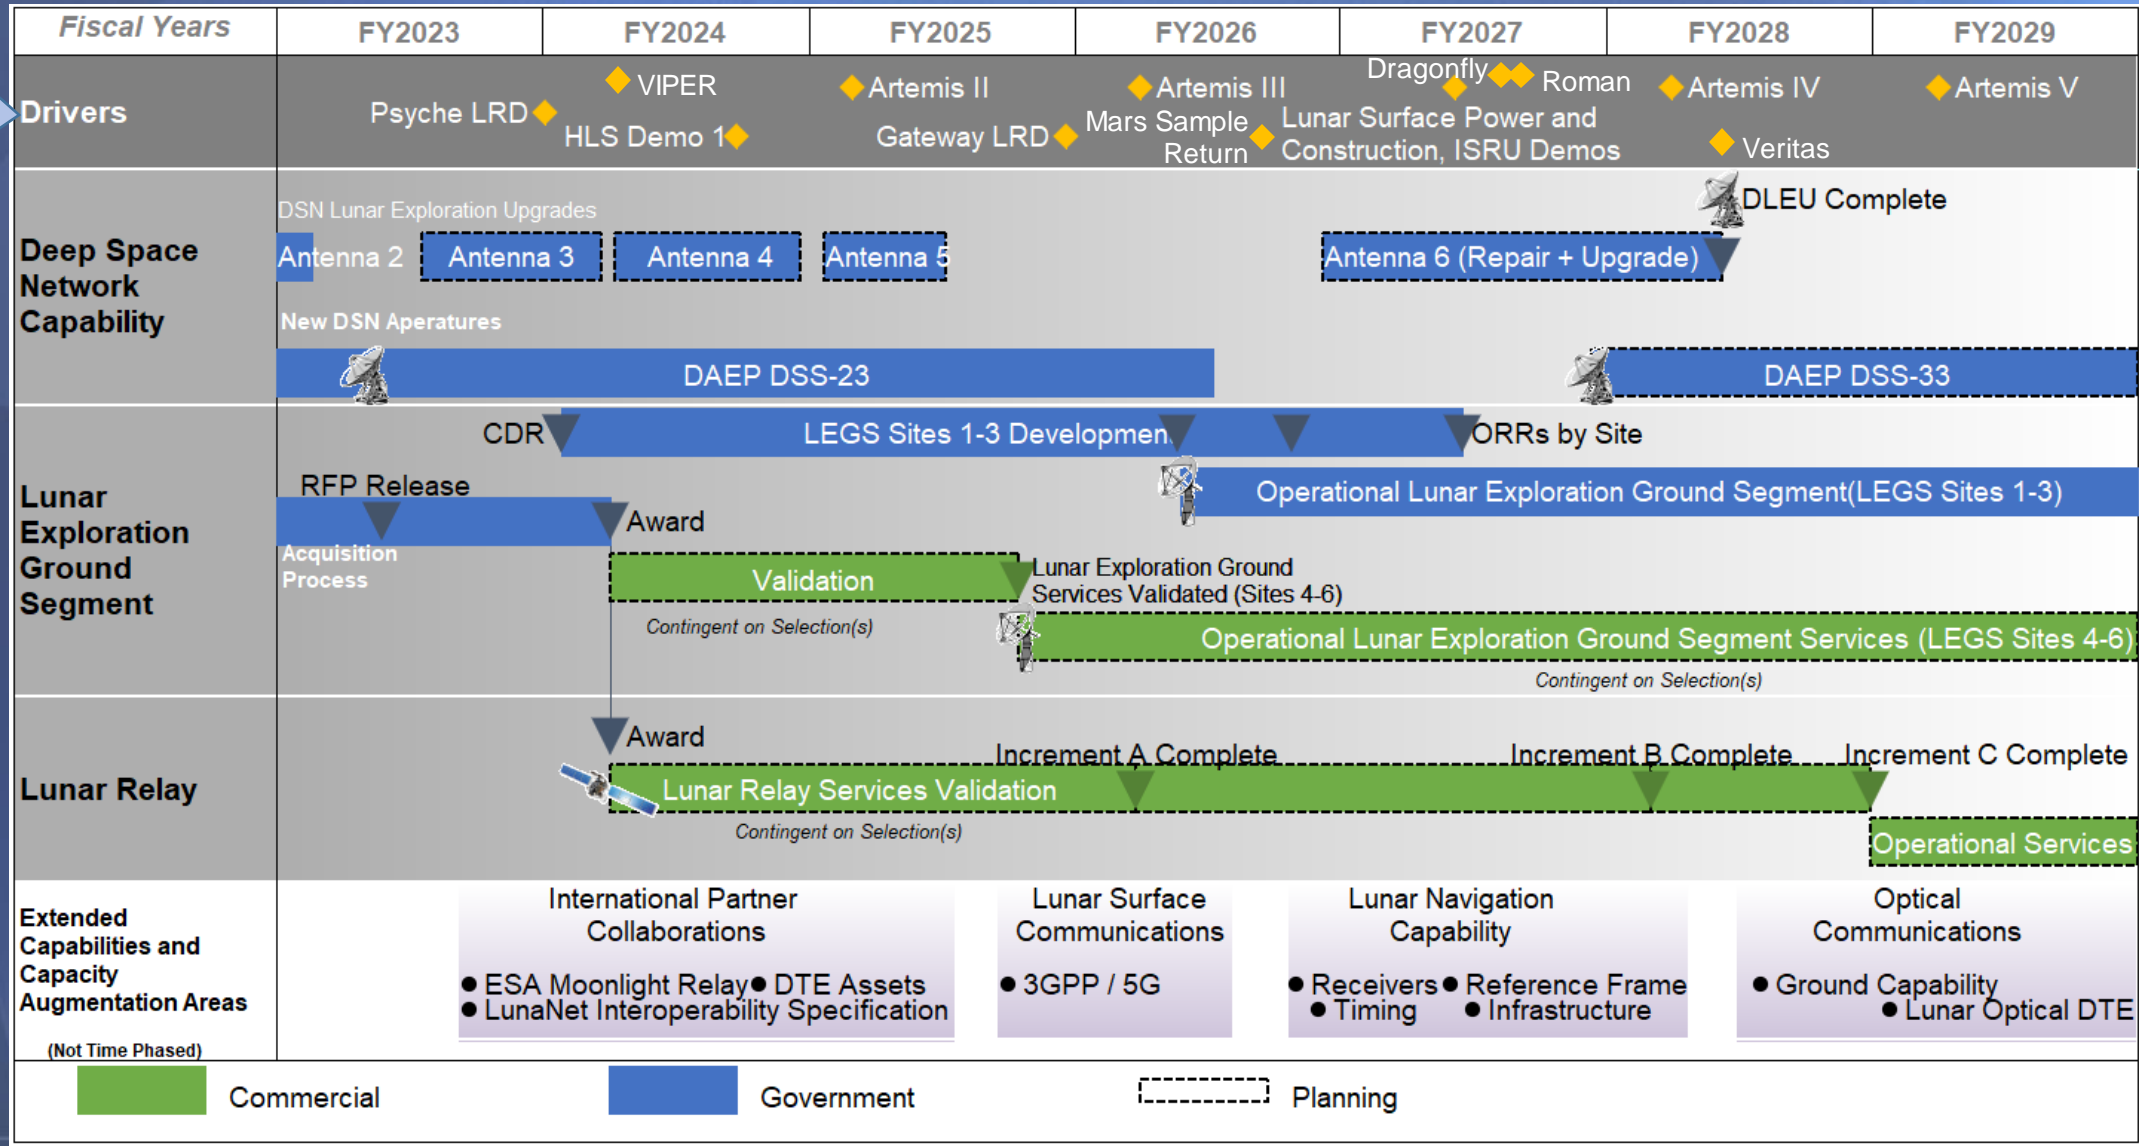 Fiscal Years
FY2023
FY2024
FY2025
FY2026
FY2027
FY2028
FY2029
Drivers
Psyche LRD
VIPER
HLS Demo 1
Artemis II
Gateway LRD
Artemis III
Mars Sample
Return
Dragonfly
Roman
Lunar Surface Power and
Construction, ISRU Demos
Artemis IV
Veritas
Artemis V
Deep Space
Network
Capability
DSN Lunar Exploration Upgrades
Antenna 2
Antenna 3
Antenna 4
Antenna 5
Antenna 6 (Repair + Upgrade)
DLEU Complete
New DSN Aperatures
DAEP DSS-23
DAEP DSS-33
Lunar
Exploration
Ground
Segment
CDR
LEGS Sites 1-3 Developmen
ORRs by Site
RFP Release
Operational Lunar Exploration Ground Segment(LEGS Sites 1-3)
Award
Acquisition
Process
Validation
Lunar Exploration Ground
Services Validated (Sites 4-6)
Contingent on Selection(s)
Operational Lunar Exploration Ground Segment Services (LEGS Sites 4-6)
Contingent on Selection(s)
Lunar Relay
Award
Increment A Complete
Increment B Complete
Increment C Complete
Lunar Relay Services Validation
Contingent on Selection(s)
Operational Services
Extended
Capabilities and
Capacity
Augmentation Areas
(Not Time Phased)
International Partner
Collaborations
● ESA Moonlight Relay ● DTE Assets
● LunaNet Interoperability Specification
Lunar Surface
Communications
● 3GPP / 5G
Lunar Navigation
Capability
● Receivers ● Reference Frame
● Timing ● Infrastructure
Optical
Communications
● Ground Capability
● Lunar Optical DTE
Commercial
Government
Planning